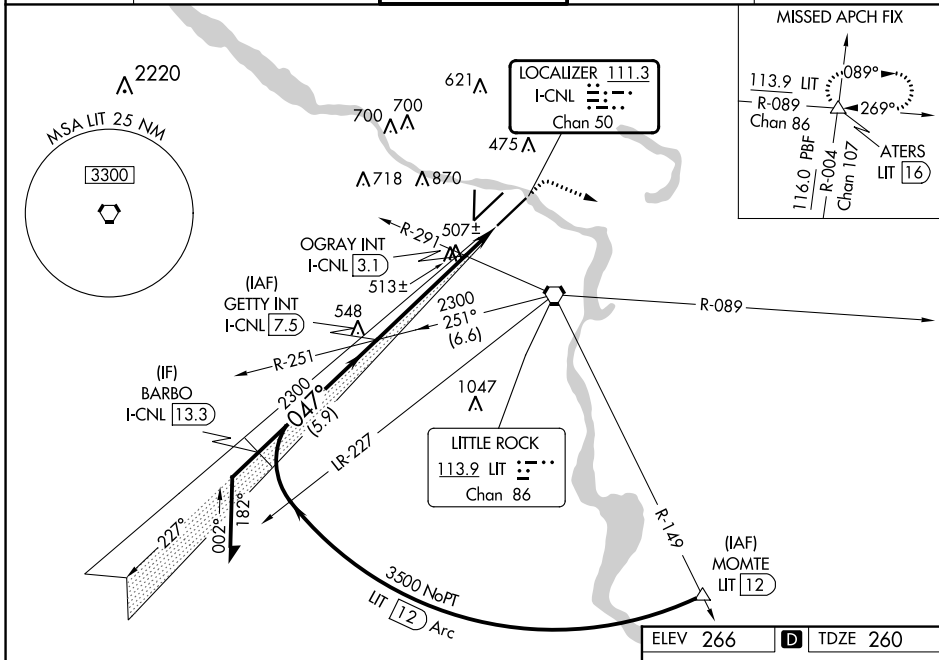 MISSED APCH FIX
113.9 LIT
R-089
Chan 86
089°
269°
116.0 PBF
R-004
Chan 107
ATERS
LIT 16
2220
MSA LIT 25 NM
3300
621
700
700
LOCALIZER 111.3
I-CNL
Chan 50
475
718
870
R-291
507±
OGRAY INT
I-CNL 3.1
513±
(IAF)
GETTY INT
I-CNL 7.5
548
2300
251°
(6.6)
R-089
R-251
(IF)
BARBO
I-CNL 13.3
2300
047°
(5.9)
1047
LR-227
LITTLE ROCK
113.9 LIT
Chan 86
R-149
227°
002°
182°
(IAF)
MOMTE
LIT 12
3500 NoPT
LIT 12 Arc
ELEV 266 D TDZE 260